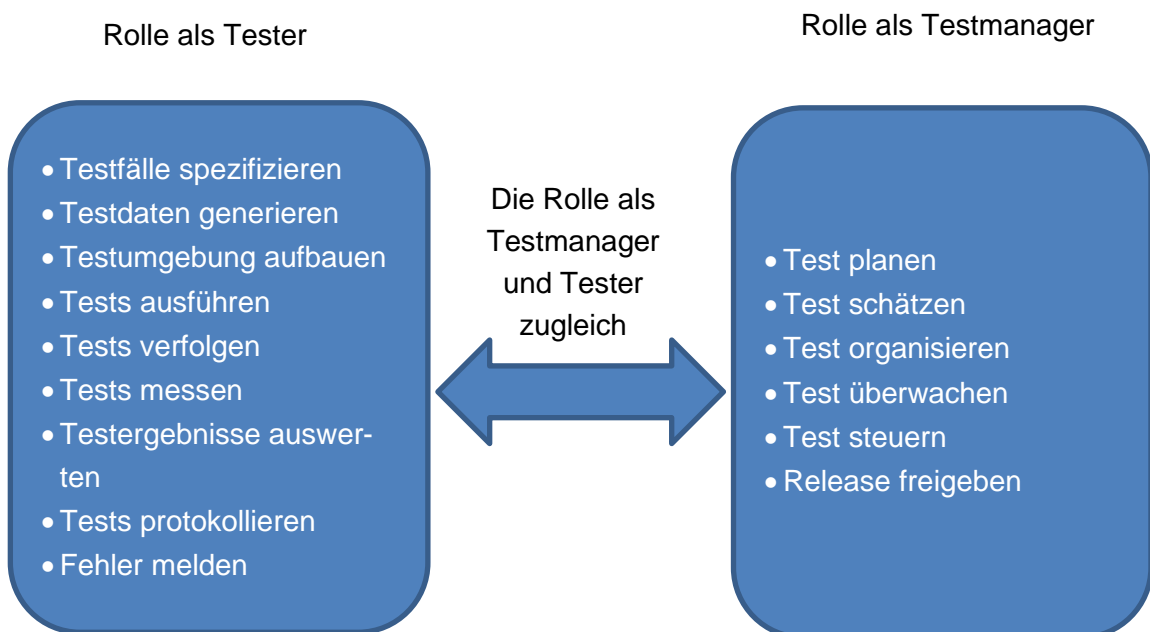 Rolle als Tester
Rolle als Testmanager
• Testfälle spezifizieren
• Testdaten generieren
• Testumgebung aufbauen
• Tests ausführen
• Tests verfolgen
• Tests messen
• Testergebnisse auswer-
ten
• Tests protokollieren
• Fehler melden
Die Rolle als
Testmanager
und Tester
zugleich
• Test planen
• Test schätzen
• Test organisieren
• Test überwachen
• Test steuern
• Release freigeben